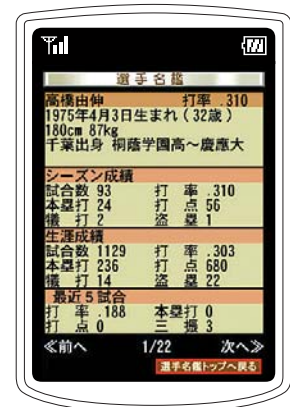 選手名鑑
高橋由伸 打率 .310
1975年4月3日生まれ(32歳)
180cm 87kg
千葉出身 桐蔭学園高~慶應大
シーズン成績
試合数 93 打 率 .310
本塁打 24 打 点 56
犠 打 2 盗 塁 1
生涯成績
試合数 1129 打 率 .303
本塁打 236 打 点 680
犠 打 14 盗 塁 22
最近5試合
打 率 .188 本塁打 0
打 点 0 三 振 3
≪前へ 1/22 次へ≫
選手名鑑トップへ戻る